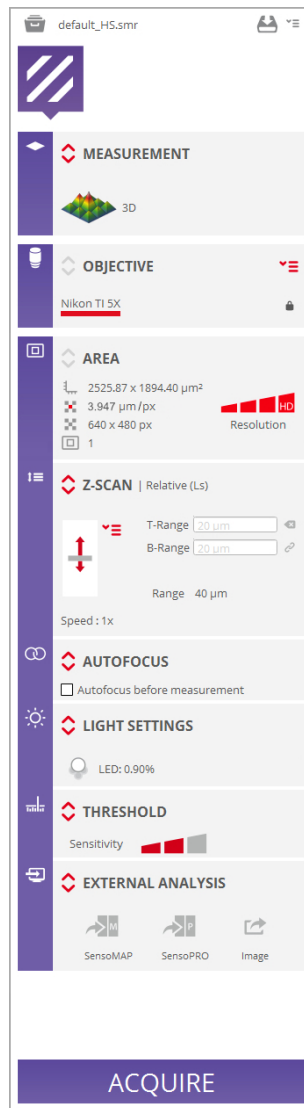 default_HS.smr
MEASUREMENT
3D
OBJECTIVE
Nikon TI 5X
AREA
2525.87 x 1894.40 µm²
3.947 µm/px
640 x 480 px
1
HD
Resolution
Z-SCAN | Relative (Ls)
T-Range 20 µm
B-Range 20 µm
Range 40 µm
Speed : 1x
AUTOFOCUS
Autofocus before measurement
LIGHT SETTINGS
LED: 0.90%
THRESHOLD
Sensitivity
EXTERNAL ANALYSIS
M P
SensoMAP SensoPRO Image
ACQUIRE